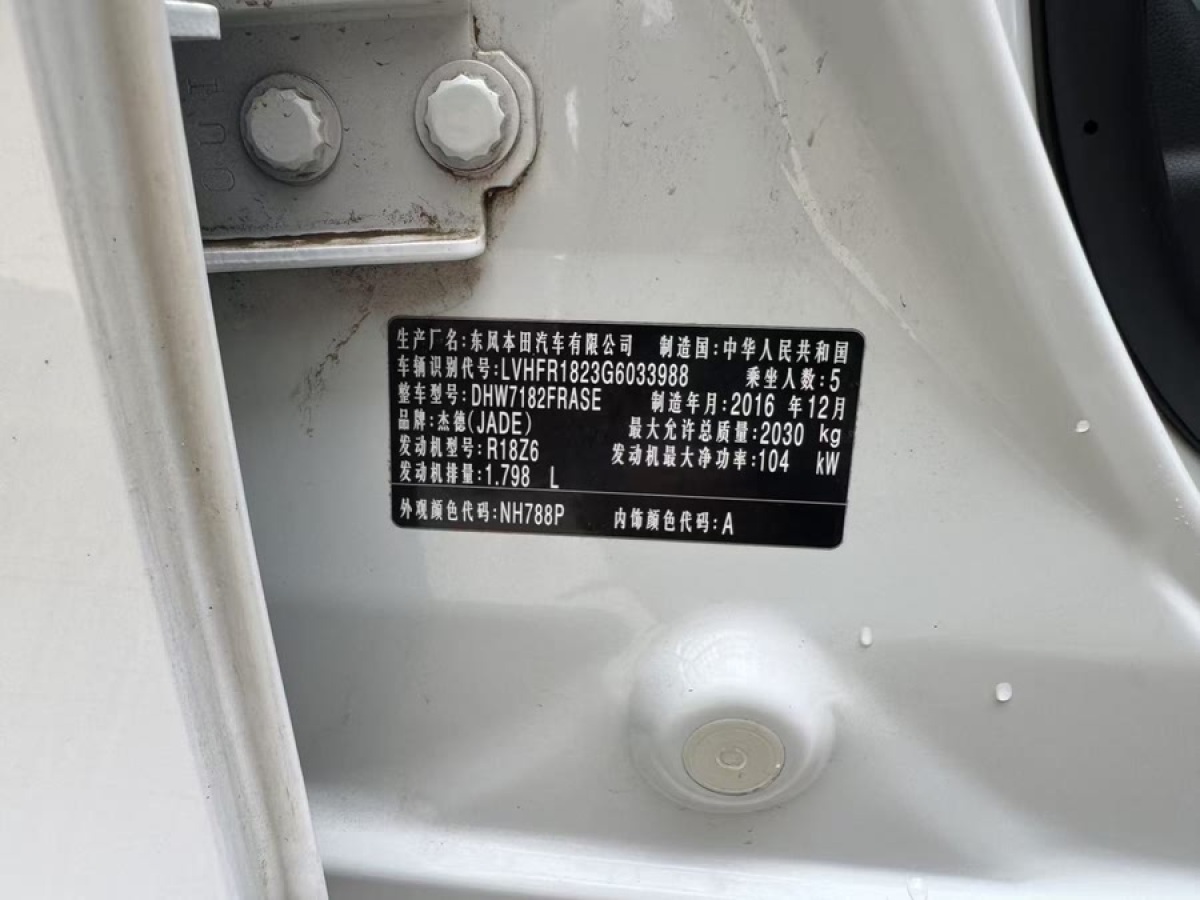 生产厂名:东风本田汽车有限公司 制造国:中华人民共和国
车辆识别代号:LVHFR1823G6033988 乘坐人数:5
整车型号:DHW7182FRASE 制造年月:2016 年12月
品牌:杰德(JADE) 最大允许总质量:2030 kg
发动机型号:R18Z6 发动机最大净功率:104 kW
发动机排量:1.798 L
外观颜色代码:NH788P 内饰颜色代码:A